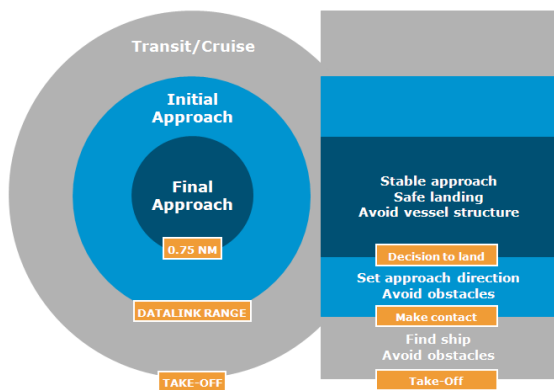 Transit/Cruise
Initial
Approach
Final
Approach
0.75 NM
DATALINK RANGE
TAKE-OFF
Stable approach
Safe landing
Avoid vessel structure
Decision to land
Set approach direction
Avoid obstacles
Make contact
Find ship
Avoid obstacles
Take-Off